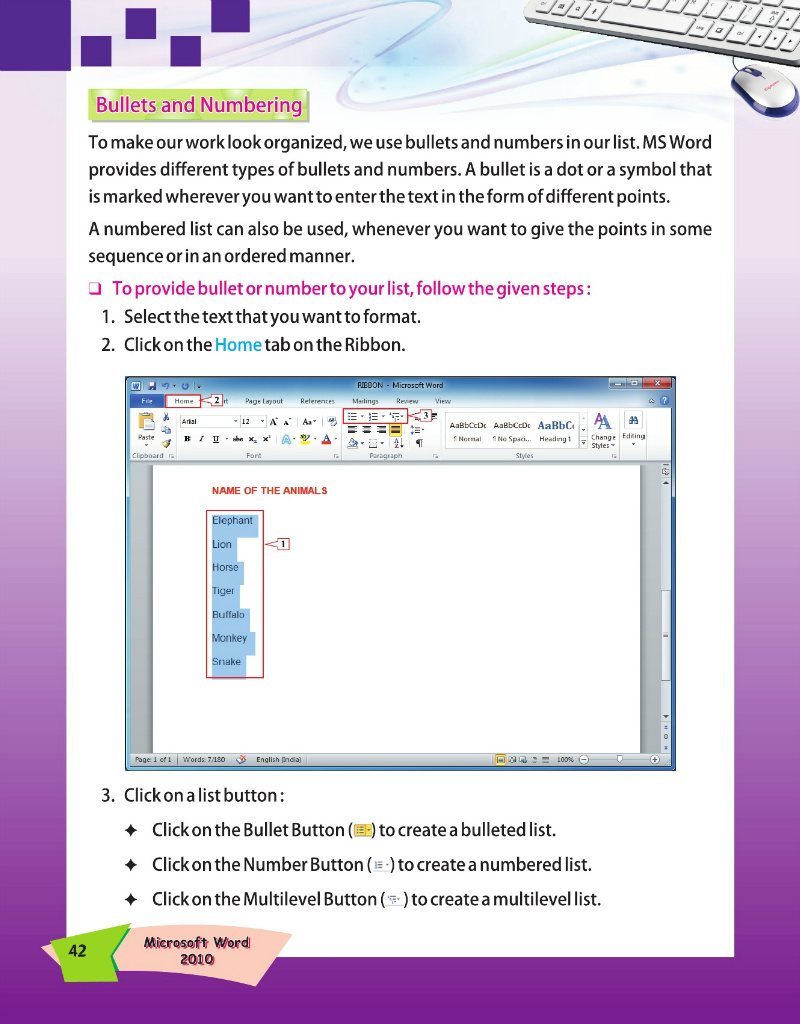 Bullets and Numbering
To make our work look organized, we use bullets and numbers in our list. MS Word
provides different types of bullets and numbers. A bullet is a dot or a symbol that
is marked wherever you want to enter the text in the form of different points.
A numbered list can also be used, whenever you want to give the points in some
sequence or in an ordered manner.
❑ To provide bullet or number to your list, follow the given steps :
1. Select the text that you want to format.
2. Click on the Home tab on the Ribbon.
RIBBON - Microsoft Word
File Home 2 rt Page Layout References Mailings Review View
Arial 12 Aa 3
Paste
B I U abc x₂ x² A
AaBbCcDc AaBbCcDc AaBbC
¶ Normal ¶ No Spaci... Heading 1
Change Styles
Editing
Clipboard Font Paragraph Styles
NAME OF THE ANIMALS
Elephant
Lion 1
Horse
Tiger
Buffalo
Monkey
Snake
Page: 1 of 1 Words: 7/180 English (India) 100%
3. Click on a list button :
✦ Click on the Bullet Button ( ) to create a bulleted list.
✦ Click on the Number Button ( ) to create a numbered list.
✦ Click on the Multilevel Button ( ) to create a multilevel list.
42
Microsoft Word
2010